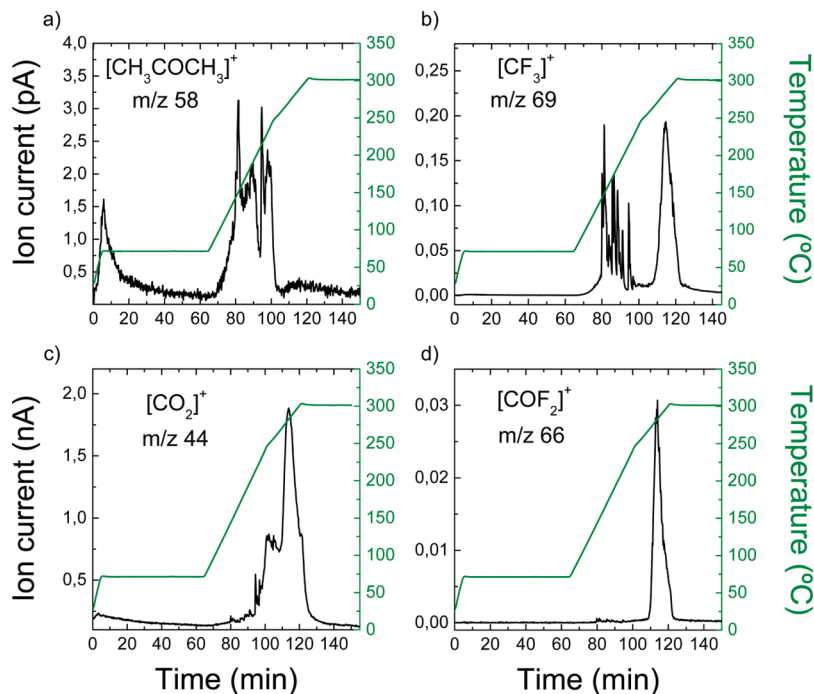 a)
[CH₃COCH₃]⁺
m/z 58
4,0
3,5
3,0
2,5
2,0
1,5
1,0
0,5
0 20 40 60 80 100 120 140
350
300
250
200
150
100
50
0
Ion current (pA)
b)
[CF₃]⁺
m/z 69
0,25
0,20
0,15
0,10
0,05
0,00
0 20 40 60 80 100 120 140
350
300
250
200
150
100
50
0
Temperature (ºC)
c)
[CO₂]⁺
m/z 44
2,0
1,5
1,0
0,5
0 20 40 60 80 100 120 140
350
300
250
200
150
100
50
0
Ion current (nA)
Time (min)
d)
[COF₂]⁺
m/z 66
0,03
0,02
0,01
0,00
0 20 40 60 80 100 120 140
350
300
250
200
150
100
50
0
Temperature (ºC)
Time (min)